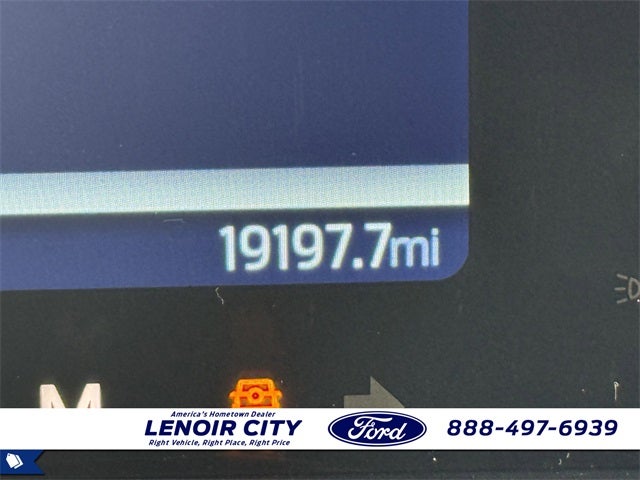 19197.7mi
M
America's Hometown Dealer
LENOIR CITY
Right Vehicle, Right Place, Right Price
Ford
888-497-6939